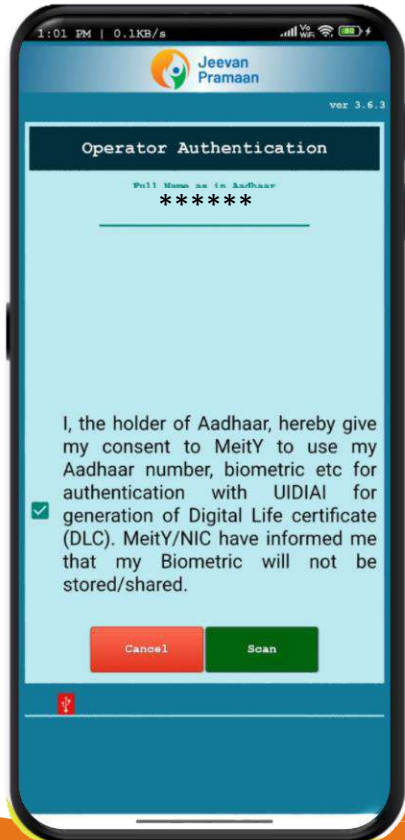 1:01 PM | 0.1KB/s
Jeevan
Pramaan
ver 3.6.3
Operator Authentication
Full Name as in Aadhaar
******
I, the holder of Aadhaar, hereby give
my consent to MeitY to use my
Aadhaar number, biometric etc for
authentication with UIDIAI for
generation of Digital Life certificate
(DLC). MeitY/NIC have informed me
that my Biometric will not be
stored/shared.
Cancel Scan